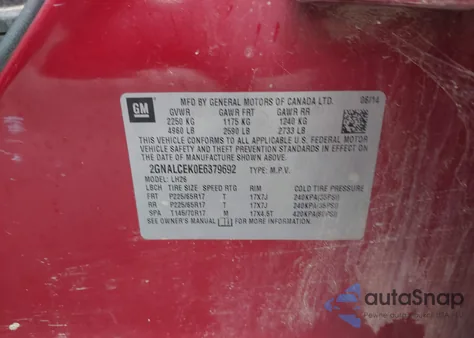 GM
MFD BY GENERAL MOTORS OF CANADA LTD. 06/14
GVWR GAWR FRT GAWR RR
2250 KG 1175 KG 1240 KG
4960 LB 2590 LB 2733 LB
THIS VEHICLE CONFORMS TO ALL APPLICABLE U.S. FEDERAL MOTOR
VEHICLE SAFETY, BUMPER, AND THEFT PREVENTION STANDARDS IN EFFECT ON THE
DATE OF MANUFACTURE SHOWN ABOVE.
2GNALCEK0E6379692 TYPE: M.P.V.
MODEL: LH26
LBCH TIRE SIZE SPEED RTG RIM COLD TIRE PRESSURE
FRT P225/65R17 T 17X7J 240KPA(35PSI)
RR P225/65R17 T 17X7J 240KPA(35PSI)
SPA T145/70R17 M 17X4.5T 420KPA(60PSI)
SEE OWNER'S MANUAL FOR ADDITIONAL INFORMATION.
autoSnap